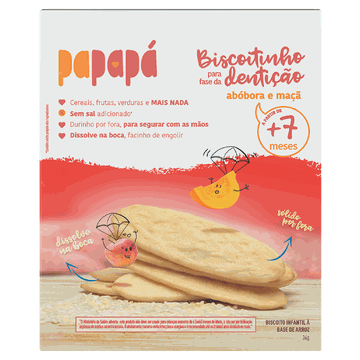 papapá
Biscoitinho
para fase da dentição
abóbora e maçã
Cereais, frutas, verduras e MAIS NADA
Sem sal adicionado*
Durinho por fora, para segurar com as mãos
Dissolve na boca, facinho de engolir
A PARTIR DE
+7
meses
dissolve
na boca
sólido
por fora
BISCOITO INFANTIL À
BASE DE ARROZ
36g